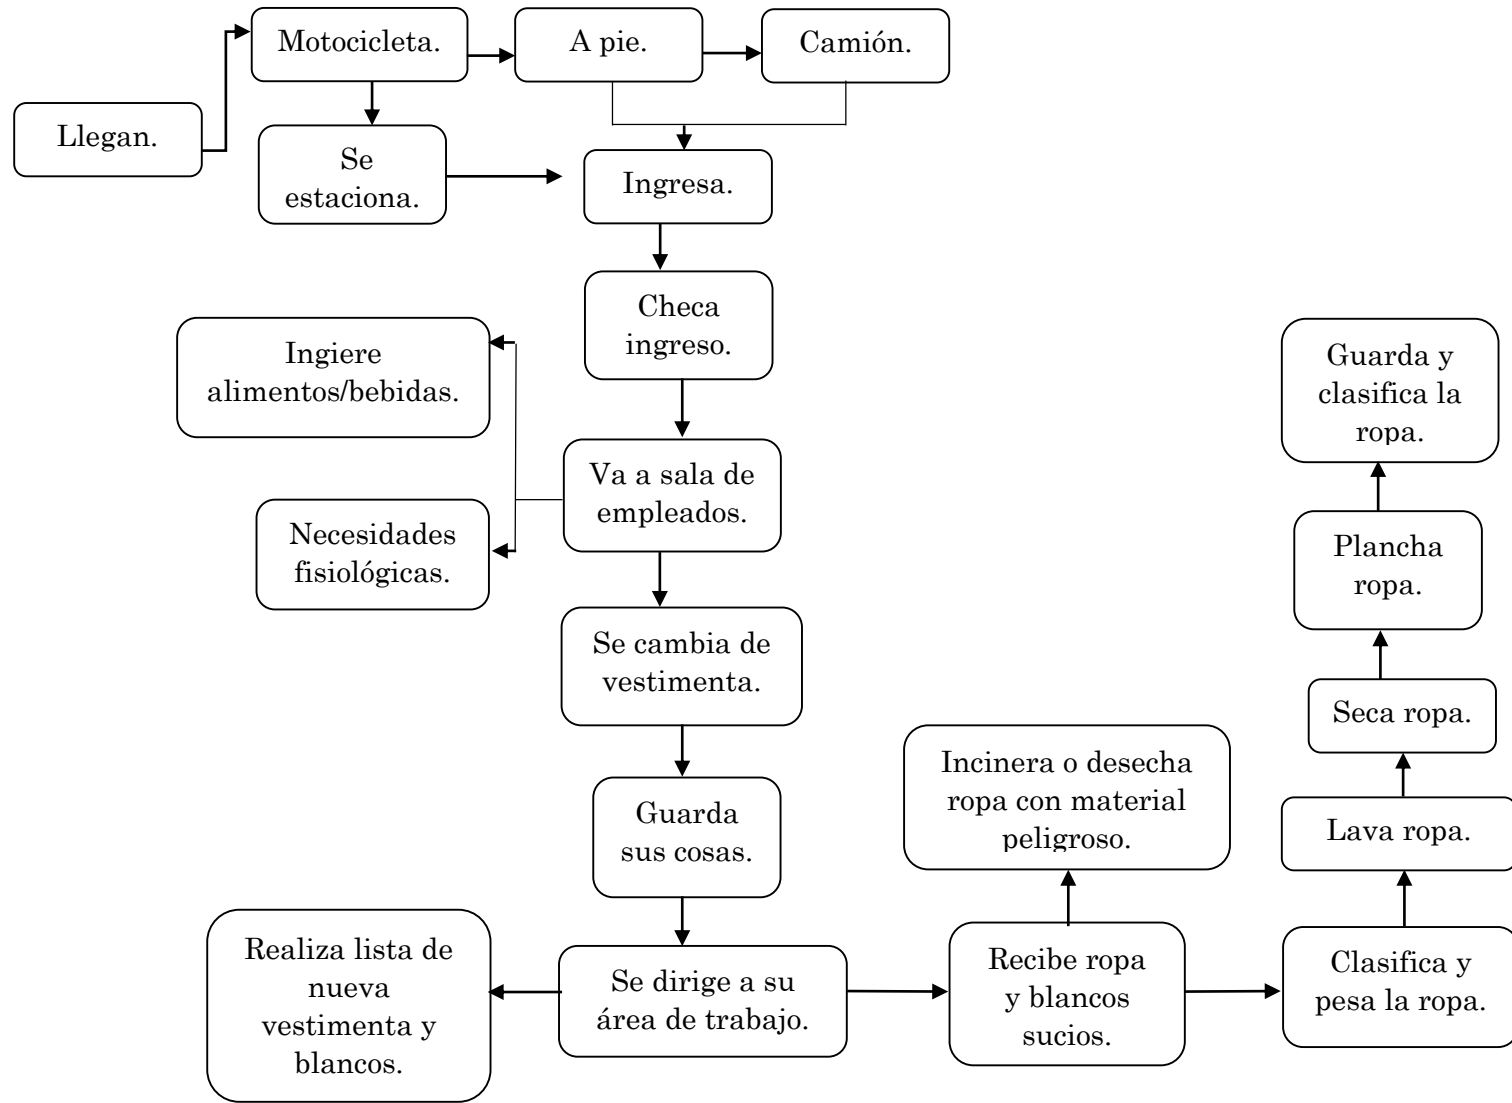 Motocicleta.
A pie.
Camión.
Llegan.
Se
estaciona.
Ingresa.
Checa
ingreso.
Ingiere
alimentos/bebidas.
Va a sala de
empleados.
Necesidades
fisiológicas.
Se cambia de
vestimenta.
Guarda
sus cosas.
Realiza lista de
nueva
vestimenta y
blancos.
Se dirige a su
área de trabajo.
Incinera o desecha
ropa con material
peligroso.
Recibe ropa
y blancos
sucios.
Clasifica y
pesa la ropa.
Lava ropa.
Seca ropa.
Plancha
ropa.
Guarda y
clasifica la
ropa.